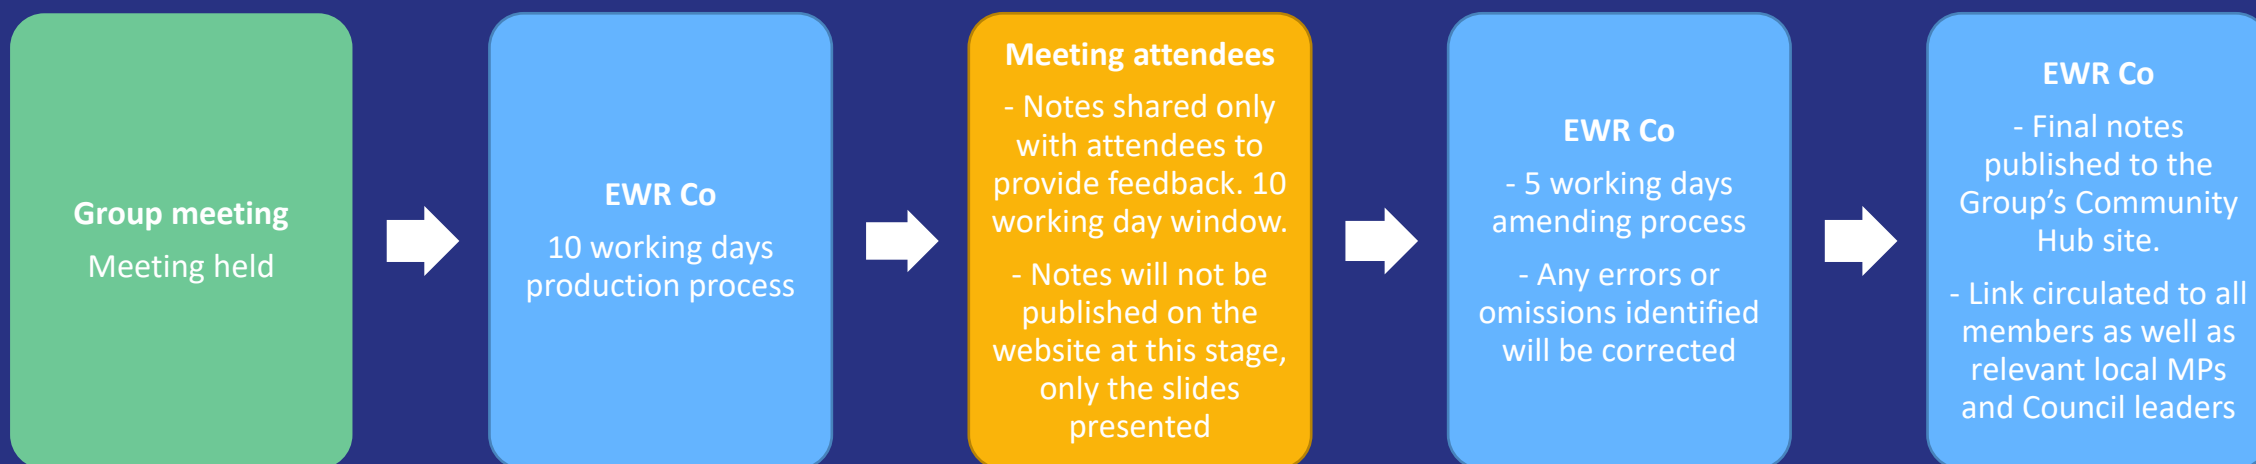 Group meeting
Meeting held
EWR Co
10 working days
production process
Meeting attendees
- Notes shared only
with attendees to
provide feedback. 10
working day window.
- Notes will not be
published on the
website at this stage,
only the slides
presented
EWR Co
- 5 working days
amending process
- Any errors or
omissions identified
will be corrected
EWR Co
- Final notes
published to the
Group’s Community
Hub site.
- Link circulated to all
members as well as
relevant local MPs
and Council leaders